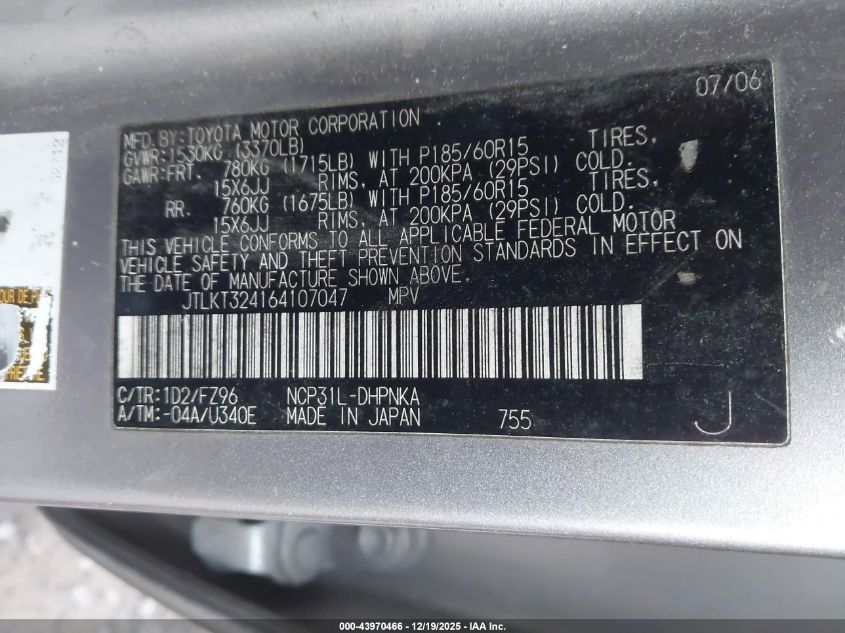 07/06
MFD.BY:TOYOTA MOTOR CORPORATION
GVWR:1530KG (3370LB)
GAWR:FRT. 780KG (1715LB) WITH P185/60R15 TIRES,
15X6JJ RIMS, AT 200KPA (29PSI) COLD.
RR. 760KG (1675LB) WITH P185/60R15 TIRES,
15X6JJ RIMS, AT 200KPA (29PSI) COLD.
THIS VEHICLE CONFORMS TO ALL APPLICABLE FEDERAL MOTOR
VEHICLE SAFETY AND THEFT PREVENTION STANDARDS IN EFFECT ON
THE DATE OF MANUFACTURE SHOWN ABOVE.
JTLKT324164107047 MPV
C/TR:1D2/FZ96 NCP31L-DHPNKA
A/TM:-04A/U340E MADE IN JAPAN 755 J
000-43970466 - 12/19/2025 - IAA Inc.